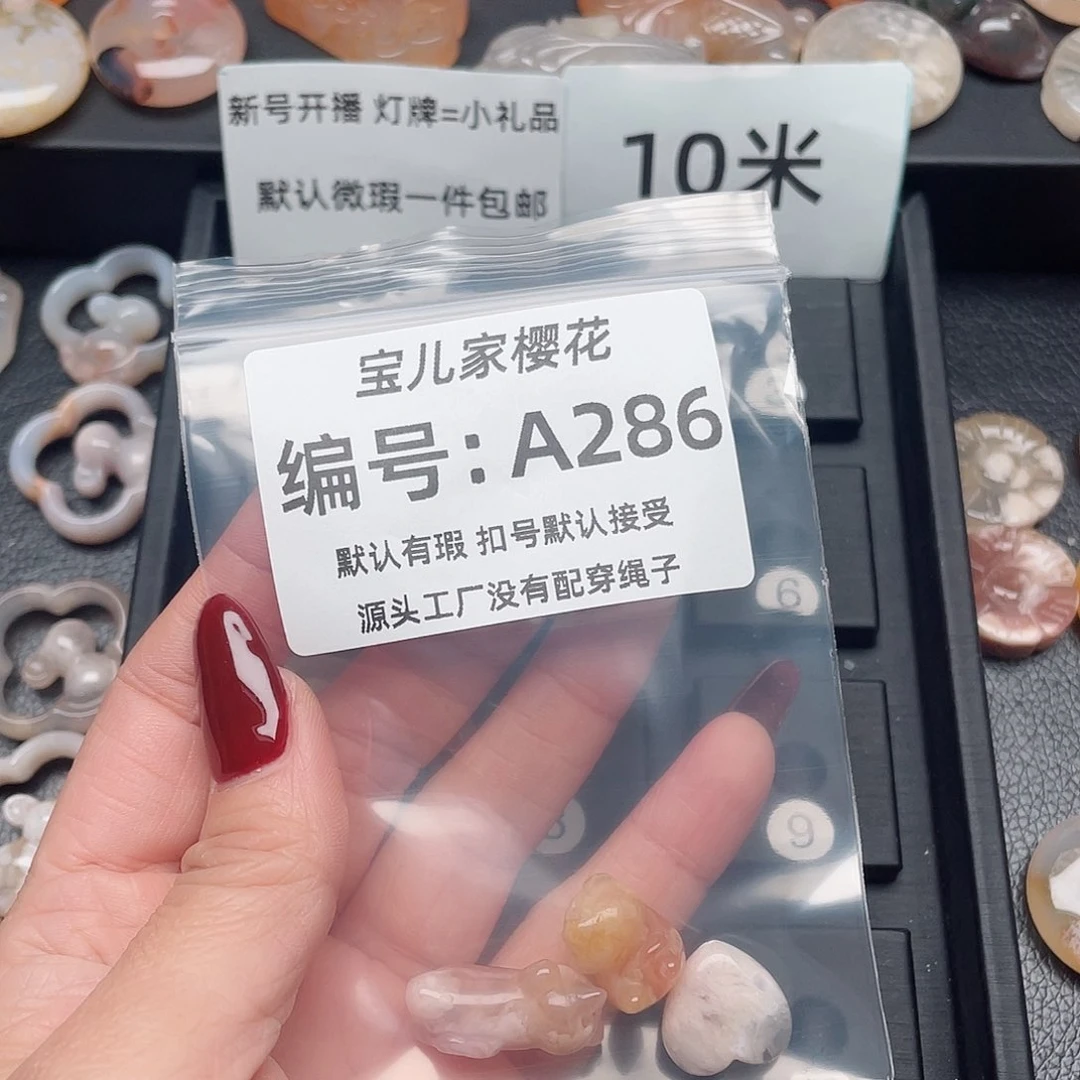 新号开播 灯牌=小礼品
默认微瑕一件包邮
10米
宝儿家樱花
编号：A286
默认有瑕 扣号默认接受
源头工厂没有配穿绳子
6
8
9